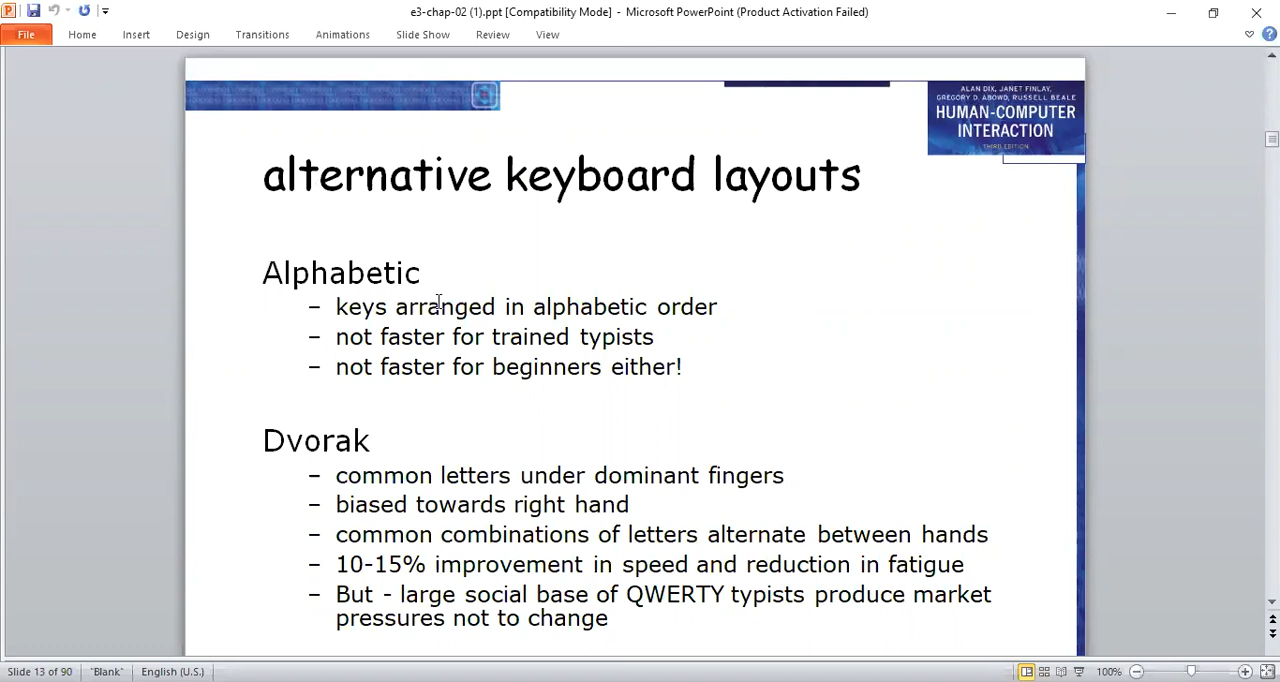 e3-chap-02 (1).ppt [Compatibility Mode] - Microsoft PowerPoint (Product Activation Failed)
File Home Insert Design Transitions Animations Slide Show Review View
ALAN DIX, JANET FINLAY,
GREGORY D. ABOWD, RUSSELL BEALE
HUMAN-COMPUTER
INTERACTION
THIRD EDITION
alternative keyboard layouts
Alphabetic
– keys arranged in alphabetic order
– not faster for trained typists
– not faster for beginners either!
Dvorak
– common letters under dominant fingers
– biased towards right hand
– common combinations of letters alternate between hands
– 10-15% improvement in speed and reduction in fatigue
– But - large social base of QWERTY typists produce market
pressures not to change
Slide 13 of 90 "Blank" English (U.S.) 100%